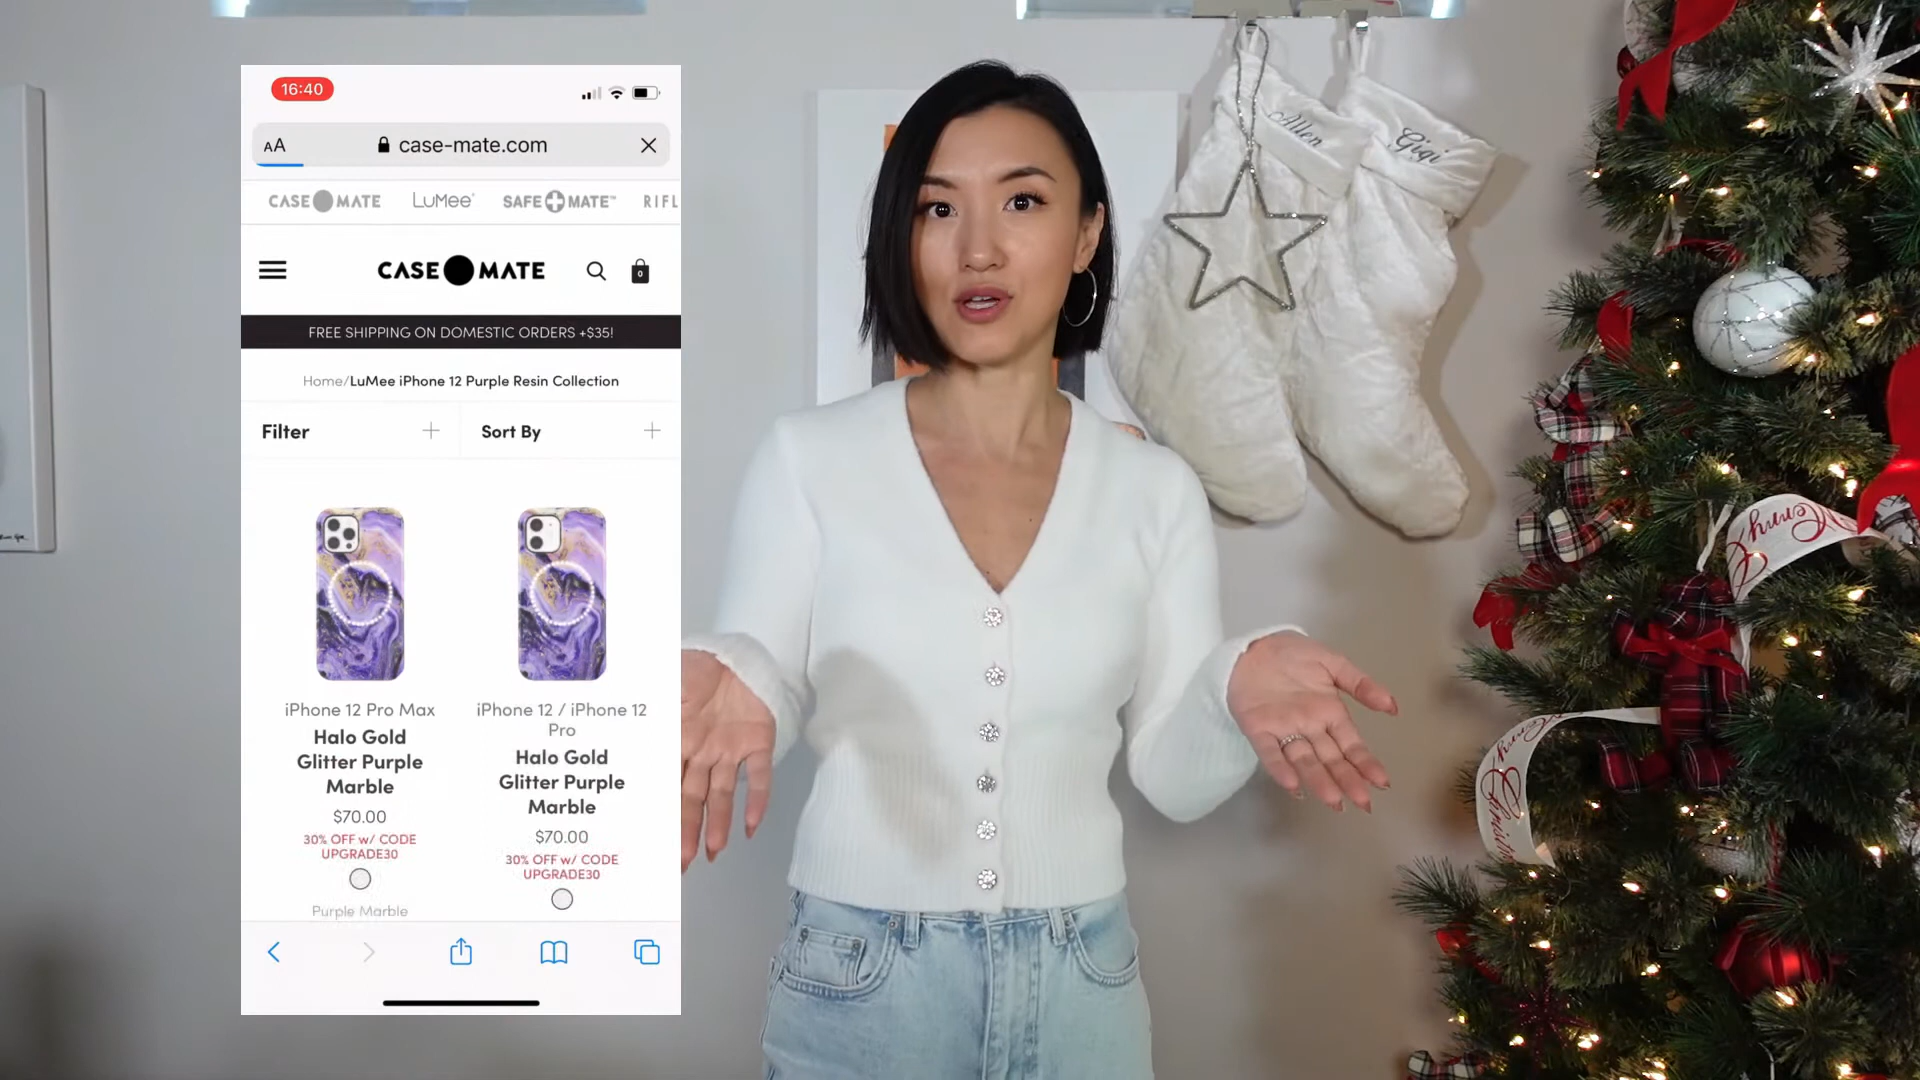 16:40
AA case-mate.com
CASE MATE LuMee SAFE MATE™ RIFL
CASE MATE 0
FREE SHIPPING ON DOMESTIC ORDERS +$35!
Home/LuMee iPhone 12 Purple Resin Collection
Filter Sort By
iPhone 12 Pro Max
Halo Gold
Glitter Purple
Marble
$70.00
30% OFF w/ CODE
UPGRADE30
Purple Marble
iPhone 12 / iPhone 12
Pro
Halo Gold
Glitter Purple
Marble
$70.00
30% OFF w/ CODE
UPGRADE30
Allen
Gigi
Merry